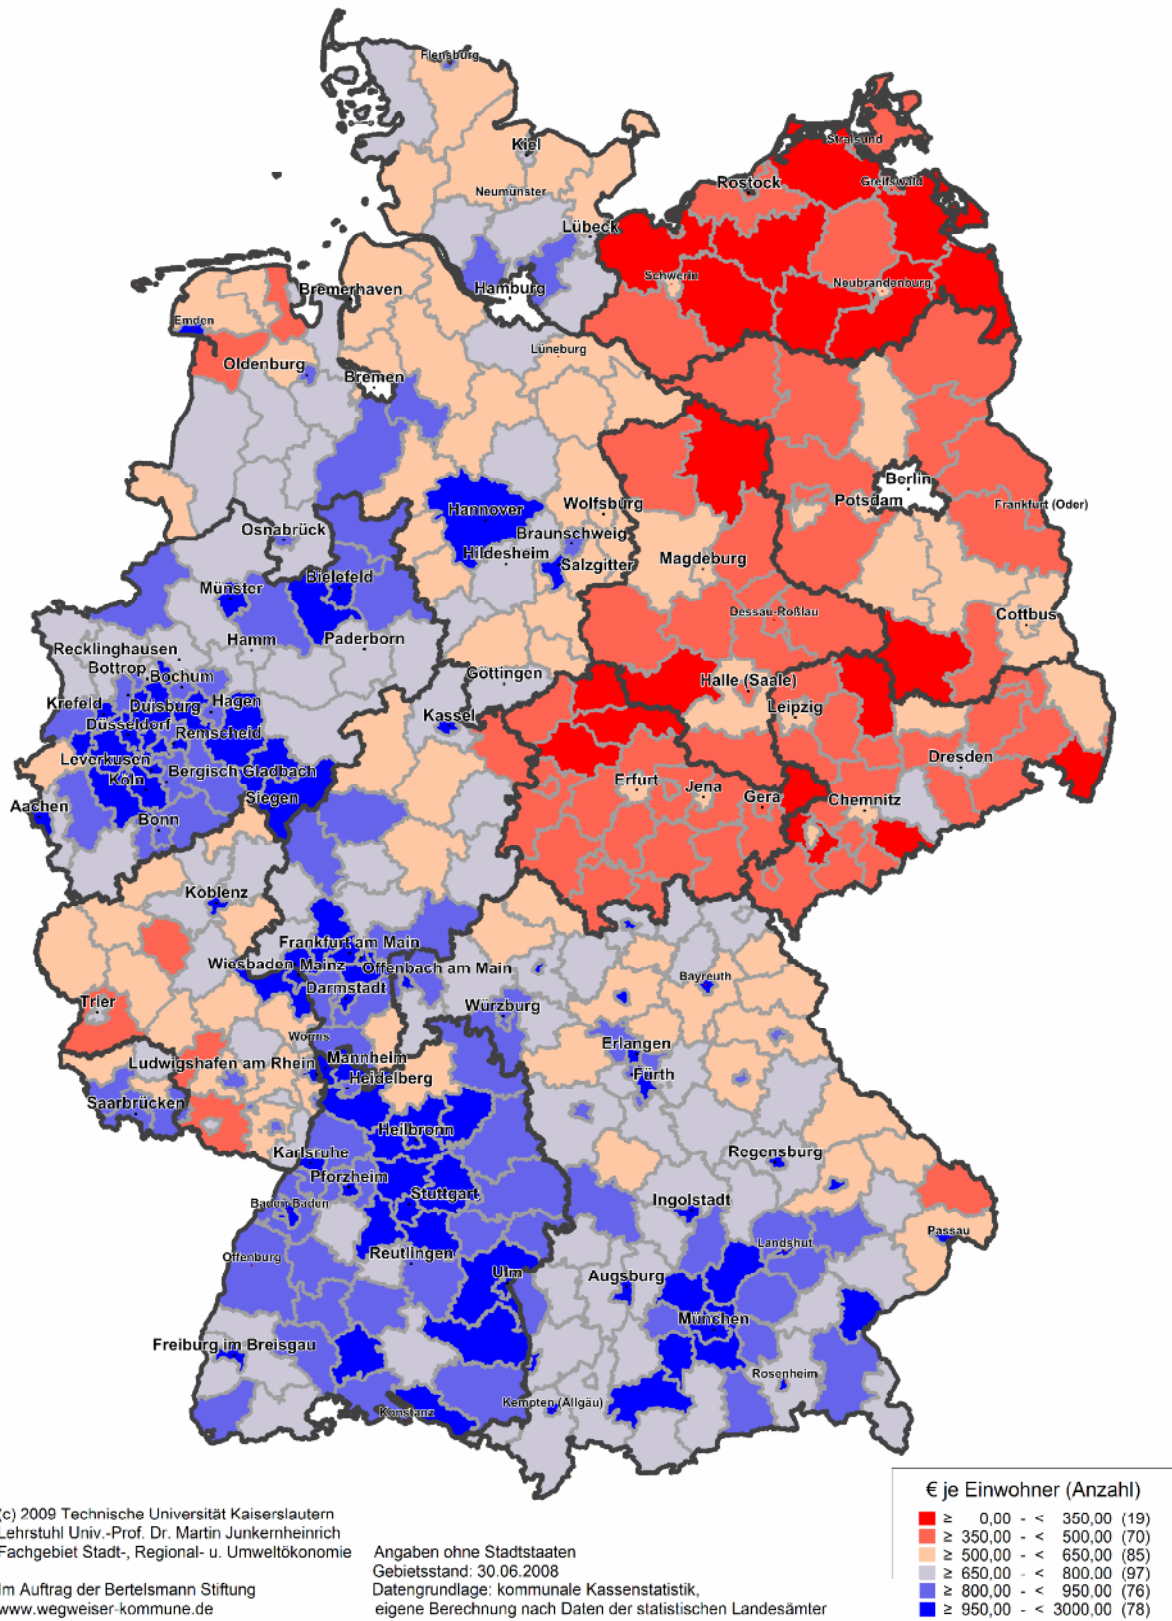 Flensburg
Kiel
Neumünster
Lübeck
Stralsund
Rostock
Greifswald
Schwerin
Neubrandenburg
Hamburg
Bremerhaven
Emden
Lüneburg
Oldenburg
Bremen
Berlin
Potsdam
Frankfurt (Oder)
Hannover
Wolfsburg
Osnabrück
Braunschweig
Hildesheim
Salzgitter
Magdeburg
Bielefeld
Münster
Dessau-Roßlau
Cottbus
Hamm
Paderborn
Recklinghausen
Bottrop
Bochum
Göttingen
Halle (Saale)
Krefeld
Duisburg
Hagen
Leipzig
Kassel
Düsseldorf
Remscheid
Leverkusen
Dresden
Köln
Bergisch Gladbach
Erfurt
Jena
Gera
Chemnitz
Aachen
Siegen
Bonn
Koblenz
Frankfurt am Main
Wiesbaden
Mainz
Offenbach am Main
Darmstadt
Bayreuth
Trier
Würzburg
Worms
Erlangen
Ludwigshafen am Rhein
Mannheim
Heidelberg
Fürth
Saarbrücken
Heilbronn
Karlsruhe
Regensburg
Pforzheim
Stuttgart
Baden-Baden
Ingolstadt
Passau
Offenburg
Reutlingen
Landshut
Ulm
Augsburg
München
Freiburg im Breisgau
Rosenheim
Kempten (Allgäu)
Konstanz
€ je Einwohner (Anzahl)
≥ 0,00 - < 350,00 (19)
≥ 350,00 - < 500,00 (70)
≥ 500,00 - < 650,00 (85)
≥ 650,00 - < 800,00 (97)
≥ 800,00 - < 950,00 (76)
≥ 950,00 - < 3000,00 (78)
(c) 2009 Technische Universität Kaiserslautern
Lehrstuhl Univ.-Prof. Dr. Martin Junkernheinrich
Fachgebiet Stadt-, Regional- u. Umweltökonomie
Im Auftrag der Bertelsmann Stiftung
www.wegweiser-kommune.de
Angaben ohne Stadtstaaten
Gebietsstand: 30.06.2008
Datengrundlage: kommunale Kassenstatistik,
eigene Berechnung nach Daten der statistischen Landesämter